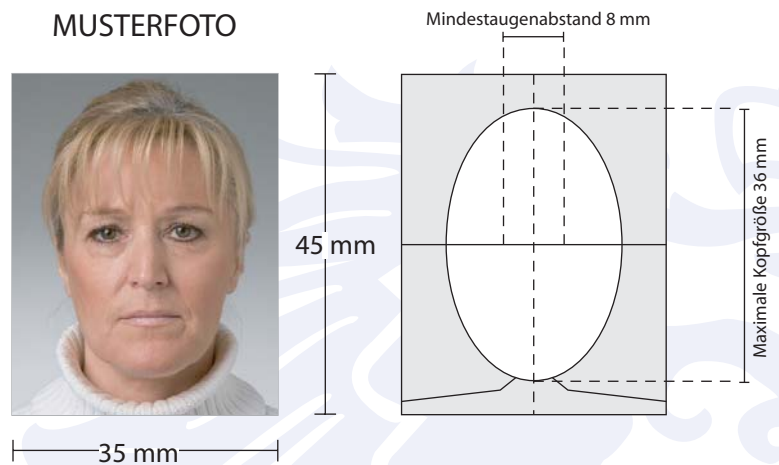 MUSTERFOTO
Mindestaugenabstand 8 mm
45 mm
Maximale Kopfgröße 36 mm
35 mm